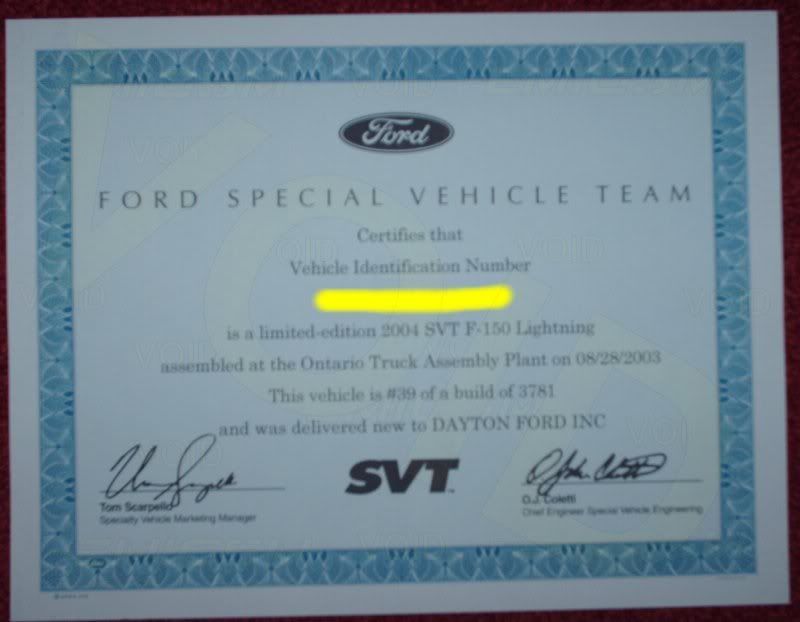 Ford
FORD SPECIAL VEHICLE TEAM
Certifies that
Vehicle Identification Number
is a limited-edition 2004 SVT F-150 Lightning
assembled at the Ontario Truck Assembly Plant on 08/28/2003
This vehicle is #39 of a build of 3781
and was delivered new to DAYTON FORD INC
SVT
Tom Scarpello
Specialty Vehicle Marketing Manager
O.J. Coletti
Chief Engineer Special Vehicle Engineering
VOID